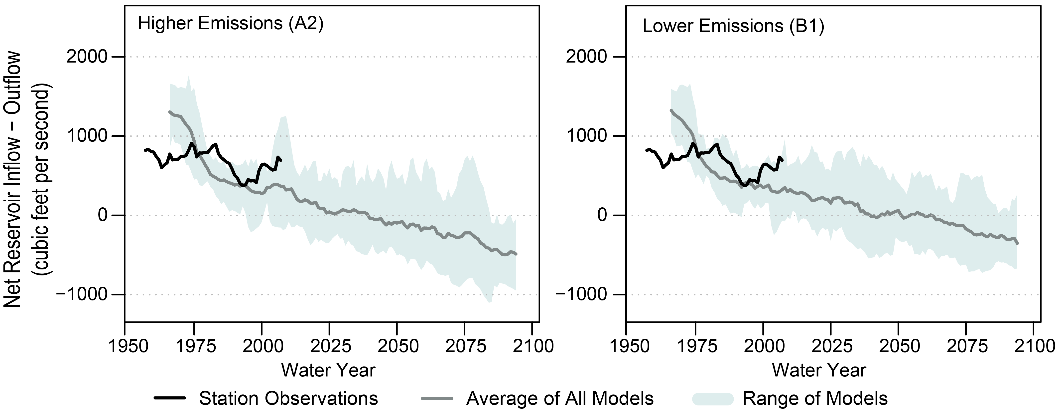 Net Reservoir Inflow − Outflow
(cubic feet per second)
Higher Emissions (A2)
2000
1000
0
−1000
1950 1975 2000 2025 2050 2075 2100
Water Year
Lower Emissions (B1)
2000
1000
0
−1000
1950 1975 2000 2025 2050 2075 2100
Water Year
Station Observations Average of All Models Range of Models